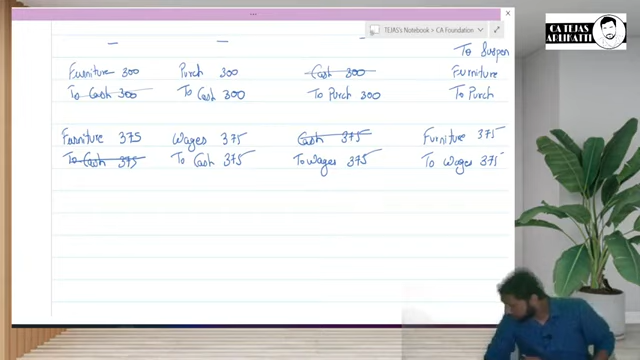 TEJAS's Notebook > CA Foundation
CA TEJAS
ARLIKATTI
To Suspen
Furniture 300 Purch 300 Cash 300 Furniture
To Cash 300 To Cash 300 To Purch 300 To Purch
Furniture 375 Wages 375 Cash 375 Furniture 375
To Cash 375 To Cash 375 To Wages 375 To Wages 375